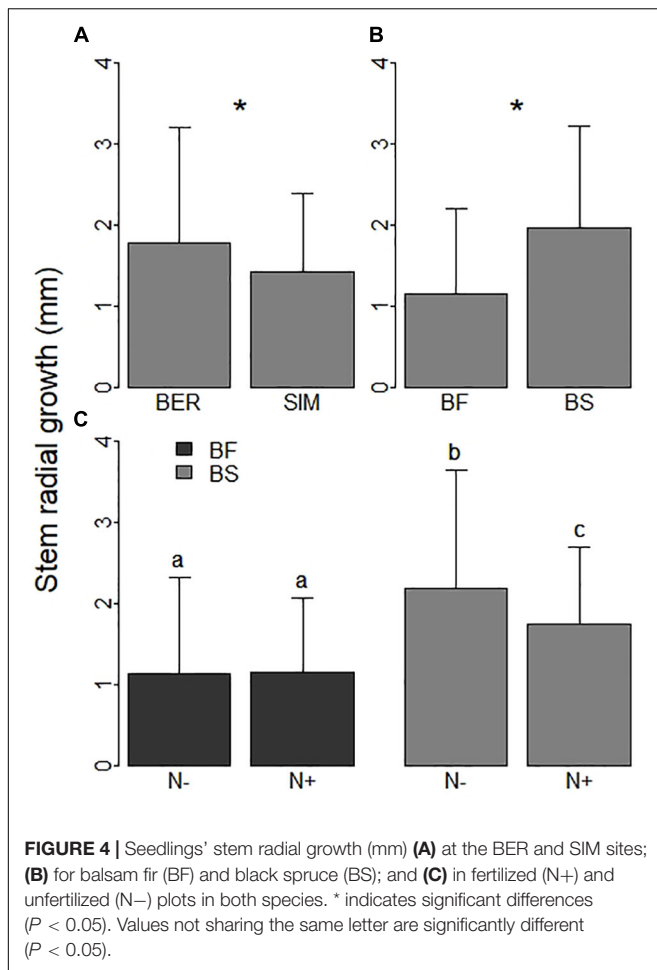 A
B
4
3
2
1
0
*
BER
SIM
4
3
2
1
0
*
BF
BS
Stem radial growth (mm)
C
4
3
2
1
0
BF
BS
a
a
b
c
N-
N+
N-
N+
FIGURE 4 | Seedlings’ stem radial growth (mm) (A) at the BER and SIM sites;
(B) for balsam fir (BF) and black spruce (BS); and (C) in fertilized (N+) and
unfertilized (N−) plots in both species. * indicates significant differences
(P < 0.05). Values not sharing the same letter are significantly different
(P < 0.05).